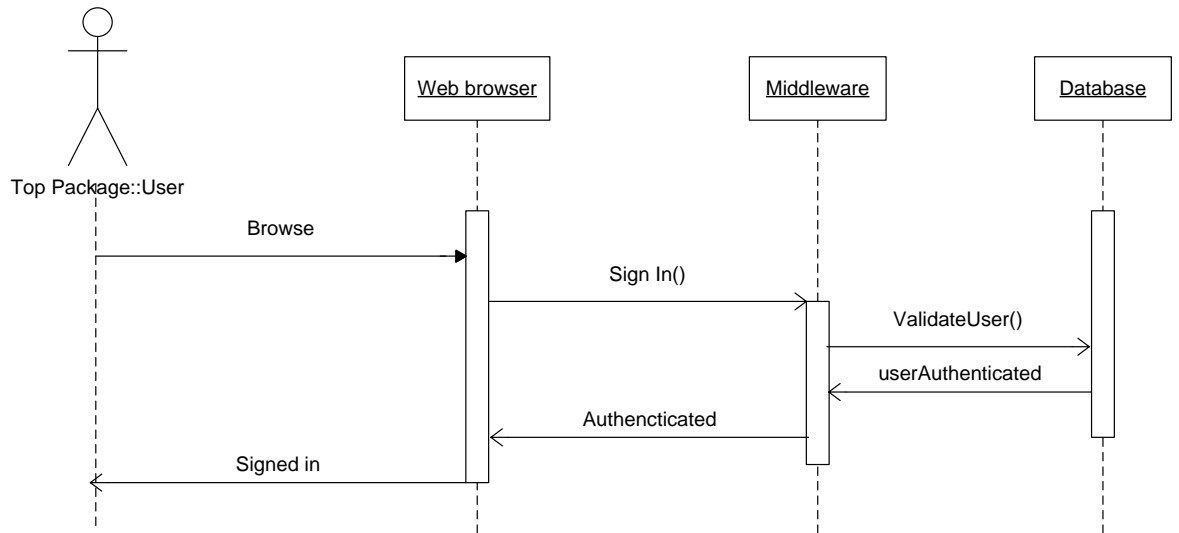 Web browser
Middleware
Database
Top Package::User
Browse
Sign In()
ValidateUser()
userAuthenticated
Authencticated
Signed in